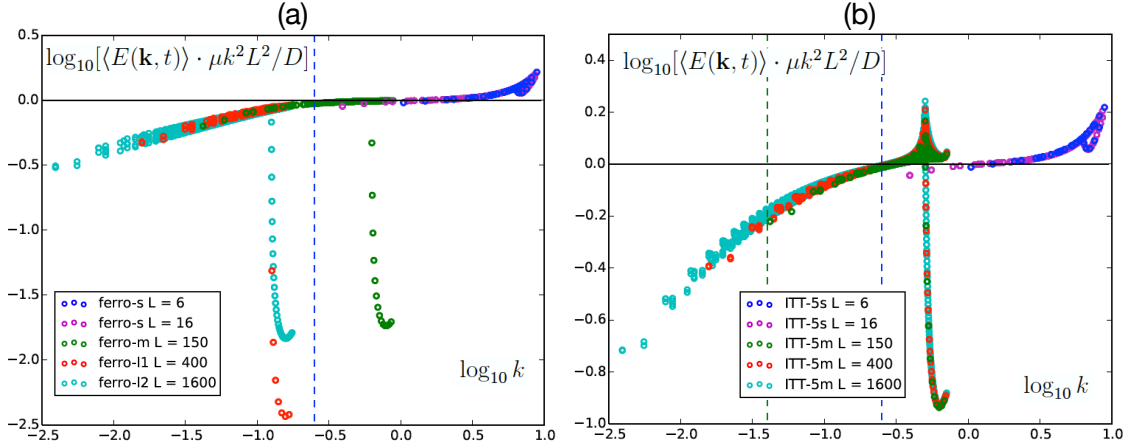 (a)
log₁₀[⟨E(𝐤, t)⟩ · μk²L²/D]
0.5
0.0
−0.5
−1.0
−1.5
−2.0
−2.5
ferro-s L = 6
ferro-s L = 16
ferro-m L = 150
ferro-l1 L = 400
ferro-l2 L = 1600
log₁₀ k
−2.5 −2.0 −1.5 −1.0 −0.5 0.0 0.5 1.0
(b)
log₁₀[⟨E(𝐤, t)⟩ · μk²L²/D]
0.4
0.2
0.0
−0.2
−0.4
−0.6
−0.8
−1.0
ITT-5s L = 6
ITT-5s L = 16
ITT-5m L = 150
ITT-5m L = 400
ITT-5m L = 1600
log₁₀ k
−2.5 −2.0 −1.5 −1.0 −0.5 0.0 0.5 1.0